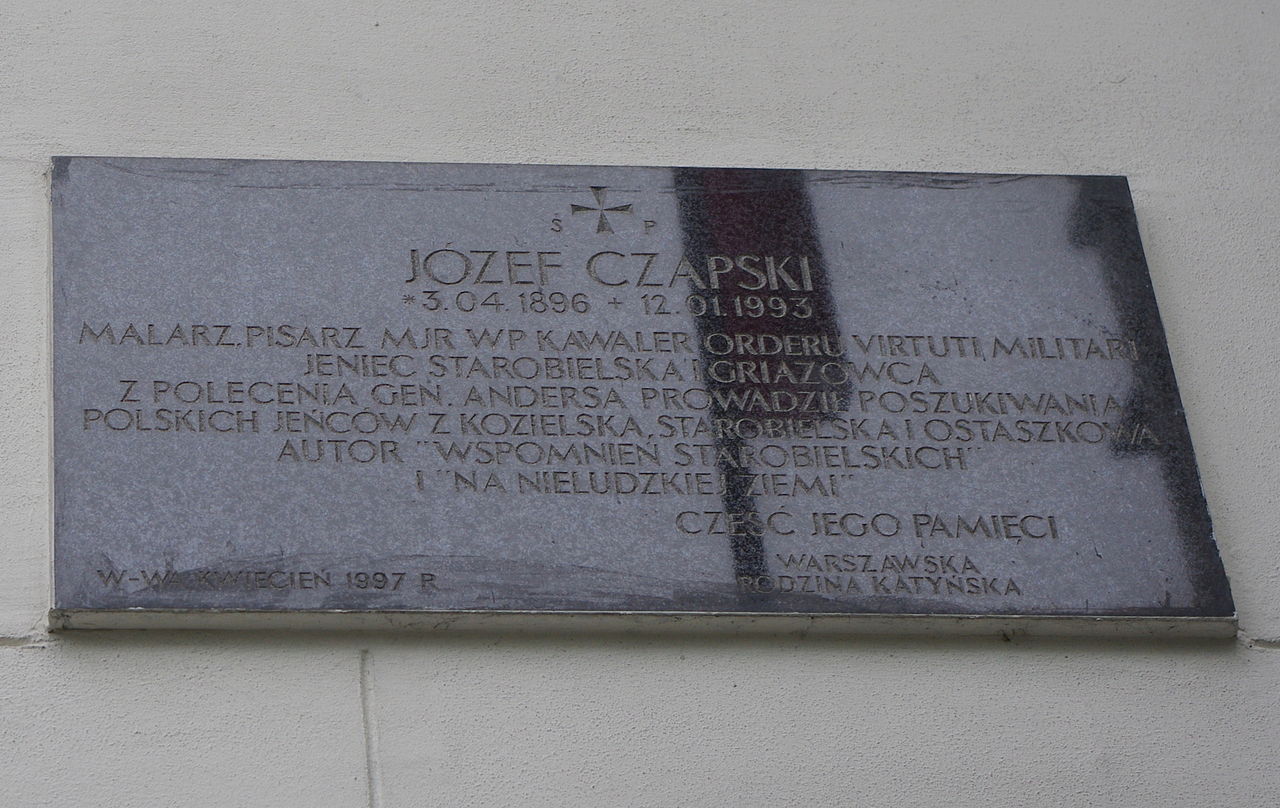 Ś P
JÓZEF CZAPSKI
*3.04.1896 + 12.01.1993
MALARZ, PISARZ MJR WP KAWALER ORDERU VIRTUTI MILITARI
JENIEC STAROBIELSKA I GRIAZOWCA
Z POLECENIA GEN. ANDERSA PROWADZIŁ POSZUKIWANIA
POLSKICH JEŃCÓW Z KOZIELSKA, STAROBIELSKA I OSTASZKOWA
AUTOR "WSPOMNIEŃ STAROBIELSKICH"
I "NA NIELUDZKIEJ ZIEMI"
CZEŚĆ JEGO PAMIĘCI
WARSZAWSKA
RODZINA KATYŃSKA
W-WA KWIECIEŃ 1997 R